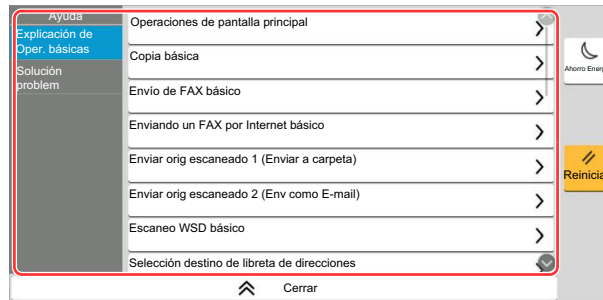 Ayuda
Explicación de
Oper. básicas
Solución
problem
Operaciones de pantalla principal
Copia básica
Envío de FAX básico
Enviando un FAX por Internet básico
Enviar orig escaneado 1 (Enviar a carpeta)
Enviar orig escaneado 2 (Env como E-mail)
Escaneo WSD básico
Selección destino de libreta de direcciones
Cerrar
Ahorro Ener
Reinicia